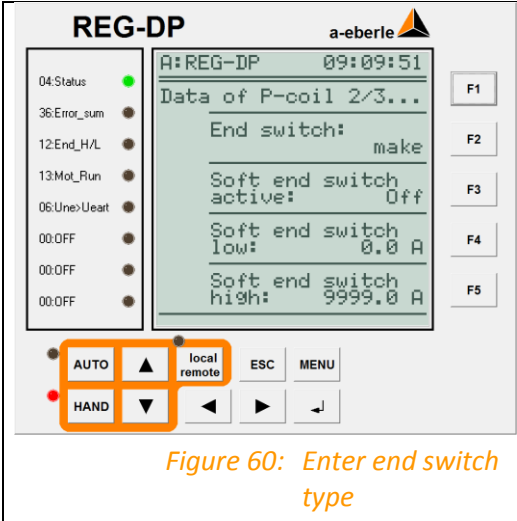 REG-DP
a-eberle
04:Status
36:Error_sum
12:End_H/L
13:Mot_Run
06:Une>Ueart
00:OFF
00:OFF
00:OFF
A:REG-DP 09:09:51
Data of P-coil 2/3...
End switch:
make
Soft end switch
active: Off
Soft end switch
low: 0.0 A
Soft end switch
high: 9999.0 A
F1
F2
F3
F4
F5
AUTO
local
remote
ESC
MENU
HAND
Figure 60: Enter end switch
type